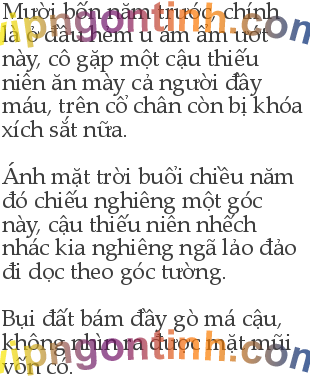 Mười bốn năm trước, chính
là ở đầu hẻm u ám ẩm ướt
này, cô gặp một cậu thiếu
niên ăn mày cả người đầy
máu, trên cổ chân còn bị khóa
xích sắt nữa.
Ánh mặt trời buổi chiều năm
đó chiếu nghiêng một góc
này, cậu thiếu niên nhếch
nhác kia nghiêng ngã lảo đảo
đi dọc theo góc tường.
Bụi đất bám đầy gò má cậu,
không nhìn ra được mặt mũi
vốn có.
vipngontinh.com
vipngontinh.com